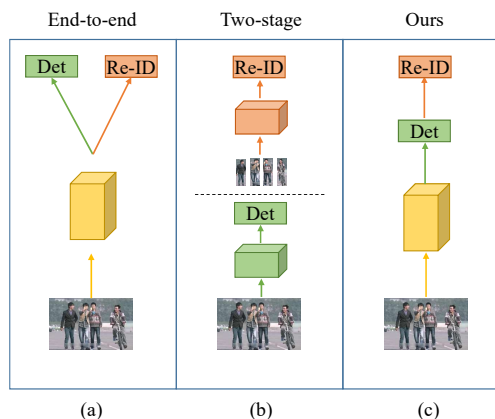 End-to-end
Two-stage
Ours
Det
Re-ID
Re-ID
Det
Re-ID
Det
(a)
(b)
(c)